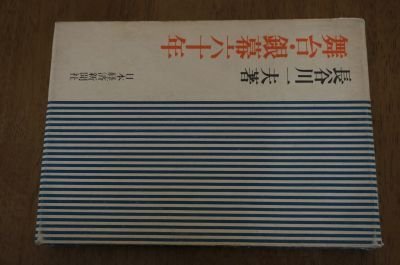 舞台・銀幕六十年
長谷川一夫著
日本経済新聞社